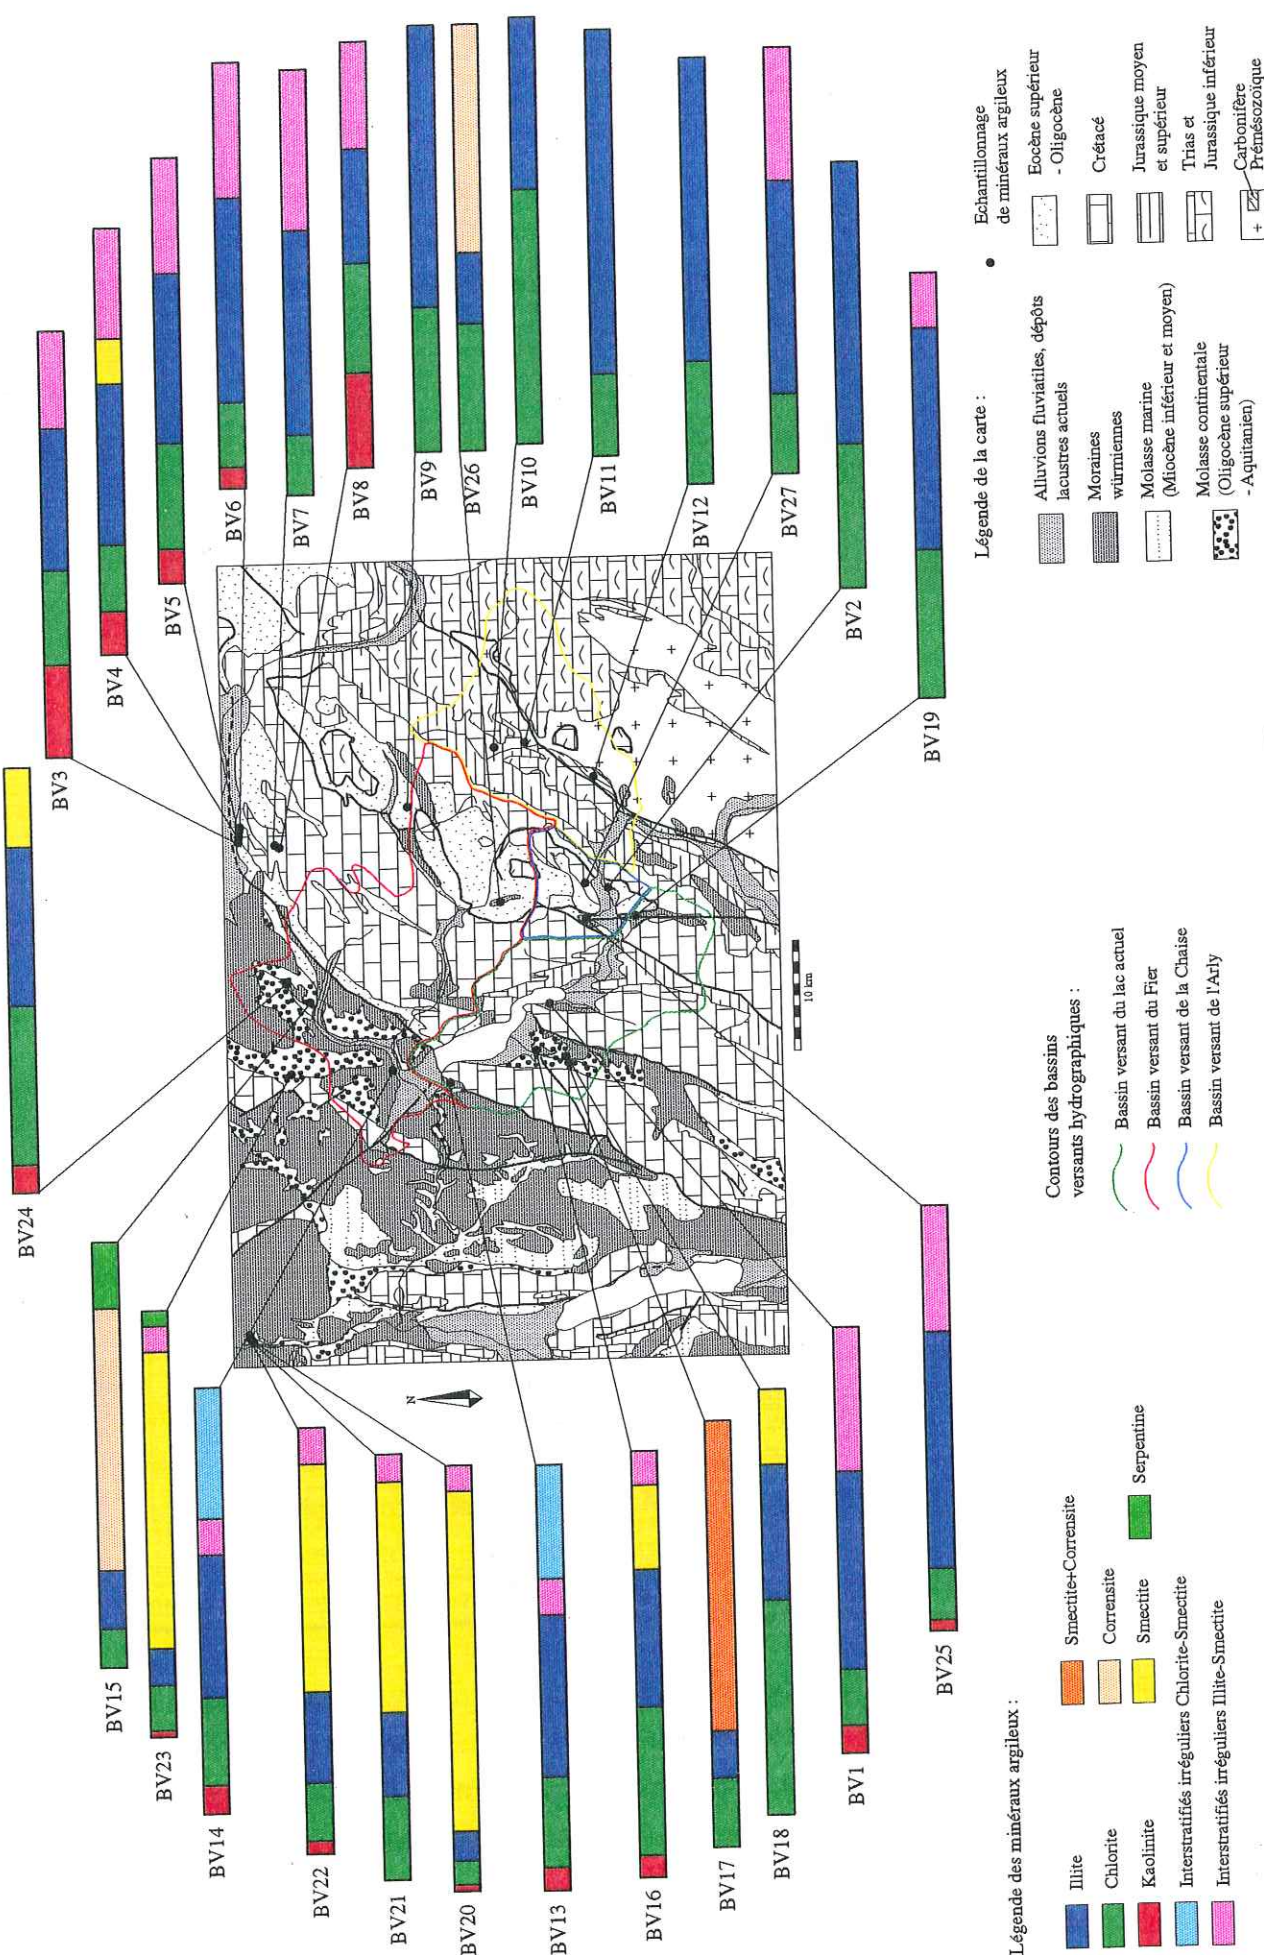 BV24
BV3
BV4
BV5
BV6
BV7
BV8
BV9
BV26
BV10
BV11
BV12
BV27
BV2
BV19
BV15
BV23
BV14
BV22
BV21
BV20
BV13
BV16
BV17
BV18
BV1
BV25
N
10 km
Légende des minéraux argileux :
Illite
Chlorite
Kaolinite
Interstratifiés irréguliers Chlorite-Smectite
Interstratifiés irréguliers Illite-Smectite
Smectite+Corrensite
Corrensite
Smectite
Serpentine
Contours des bassins
versants hydrographiques :
Bassin versant du lac actuel
Bassin versant du Fier
Bassin versant de la Chaise
Bassin versant de l'Arly
Légende de la carte :
Alluvions fluviatiles, dépôts
lacustres actuels
Moraines
würmiennes
Molasse marine
(Miocène inférieur et moyen)
Molasse continentale
(Oligocène supérieur
- Aquitanien)
Echantillonnage
de minéraux argileux
Eocène supérieur
- Oligocène
Crétacé
Jurassique moyen
et supérieur
Trias et
Jurassique inférieur
Carbonifère
Prémésozoïque